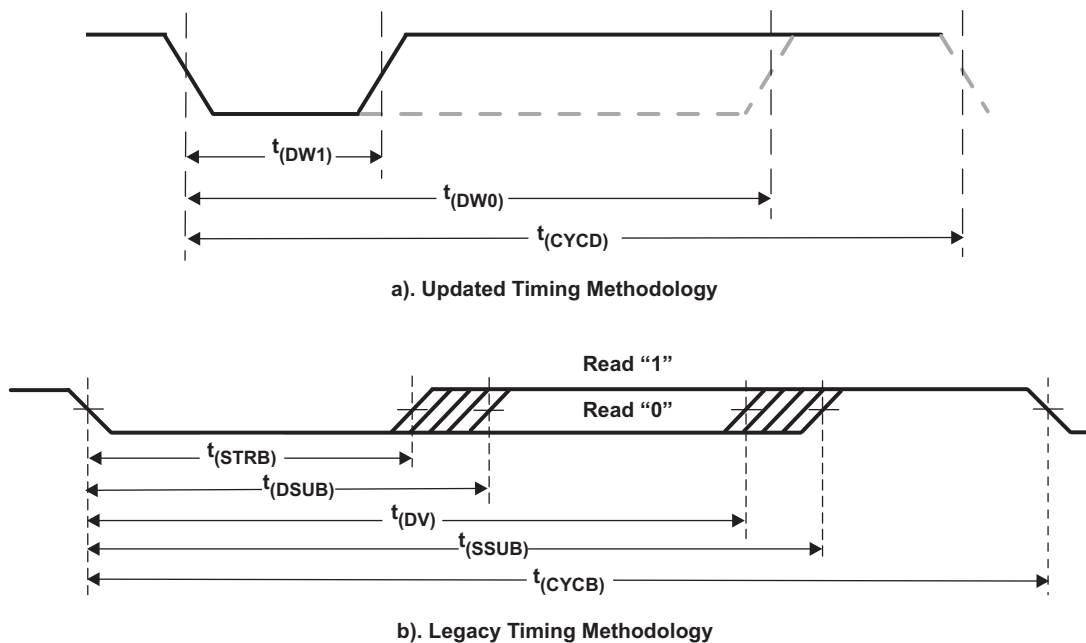 t(DW1)
t(DW0)
t(CYCD)
a). Updated Timing Methodology
Read “1”
Read “0”
t(STRB)
t(DSUB)
t(DV)
t(SSUB)
t(CYCB)
b). Legacy Timing Methodology